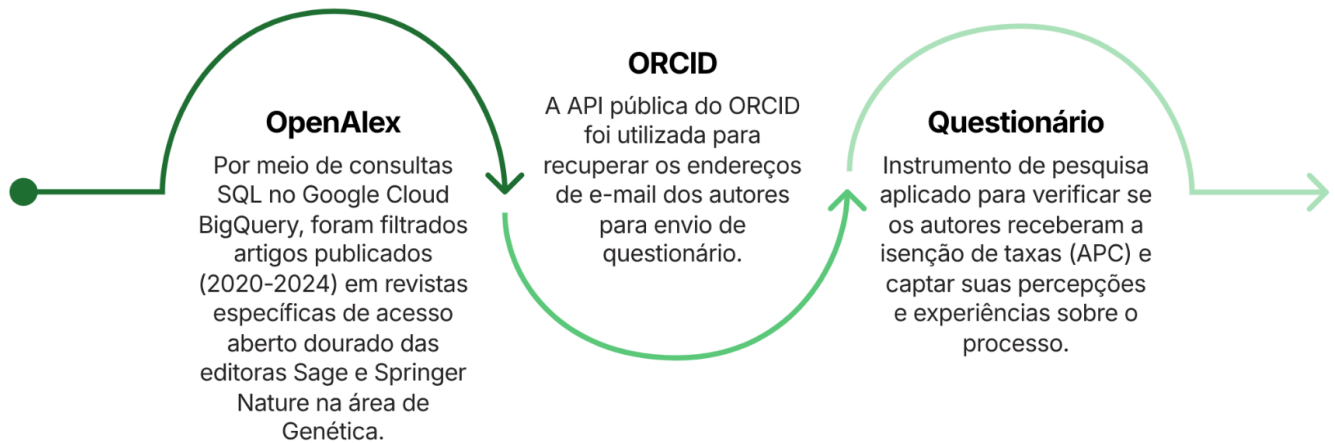 OpenAlex
Por meio de consultas
SQL no Google Cloud
BigQuery, foram filtrados
artigos publicados
(2020-2024) em revistas
específicas de acesso
aberto dourado das
editoras Sage e Springer
Nature na área de
Genética.
ORCID
A API pública do ORCID
foi utilizada para
recuperar os endereços
de e-mail dos autores
para envio de
questionário.
Questionário
Instrumento de pesquisa
aplicado para verificar se
os autores receberam a
isenção de taxas (APC) e
captar suas percepções
e experiências sobre o
processo.